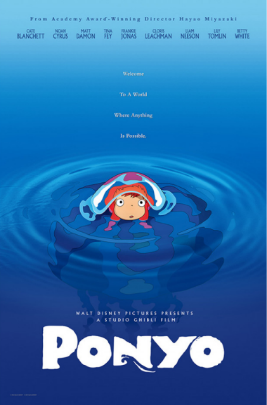 From Academy Award-Winning Director Hayao Miyazaki
CATE BLANCHETT NOAH CYRUS MATT DAMON TINA FEY FRANKIE JONAS CLORIS LEACHMAN LIAM NEESON LILY TOMLIN BETTY WHITE
Welcome
To A World
Where Anything
Is Possible.
WALT DISNEY PICTURES PRESENTS
A STUDIO GHIBLI FILM
PONYO